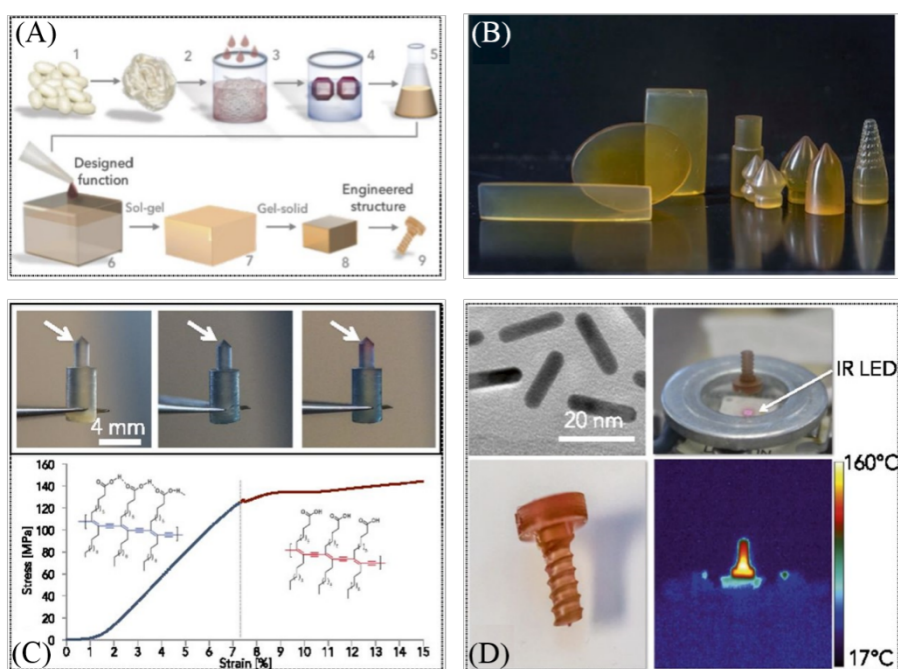 (A)
1
2
3
4
5
Designed
function
Sol-gel
Gel-solid
Engineered
structure
6
7
8
9
(B)
(C)
4 mm
160
140
120
100
80
60
40
20
0
Stress [MPa]
0 1 2 3 4 5 6 7 8 9 10 11 12 13 14 15
Strain [%]
(D)
20 nm
IR LED
160°C
17°C